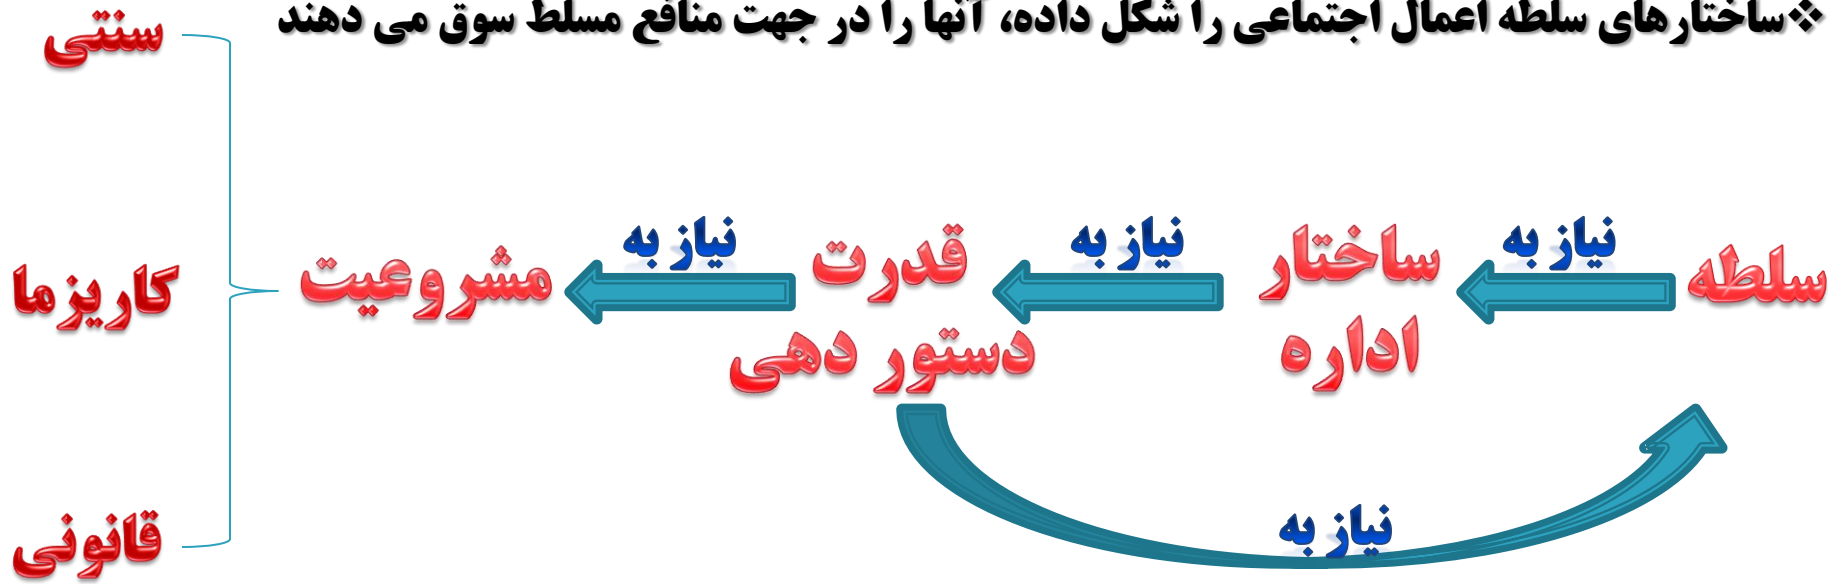 ❖ساختارهای سلطه اعمال اجتماعی را شکل داده، آنها را در جهت منافع مسلط سوق می دهند
سلطه
نیاز به
ساختار
اداره
نیاز به
قدرت
دستور دهی
نیاز به
مشروعیت
سنتی
کاریزما
قانونی
نیاز به